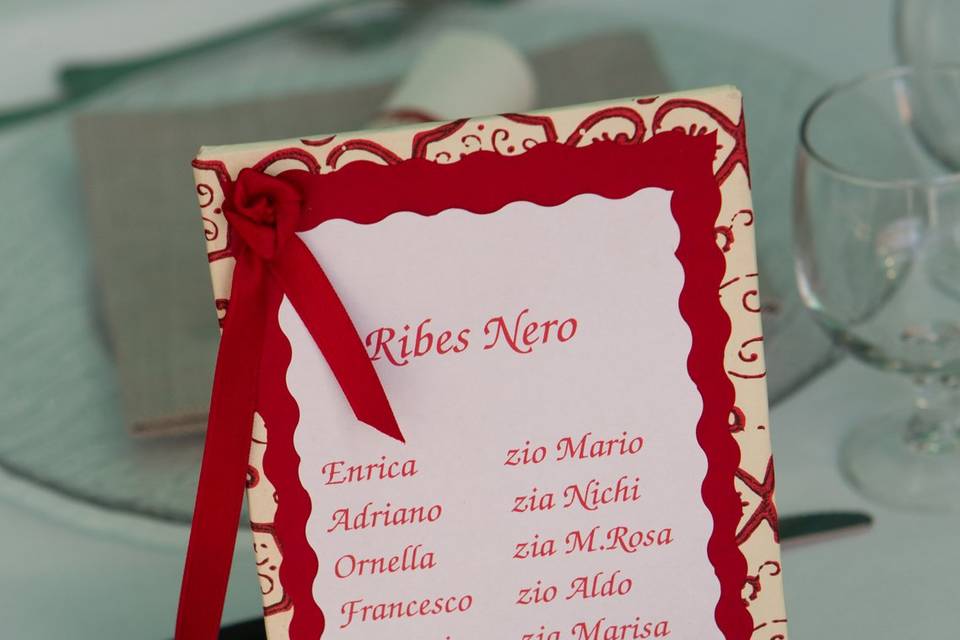 Ribes Nero
Enrica zio Mario
Adriano zia Nichi
Ornella zia M.Rosa
Francesco zio Aldo
zia Marisa